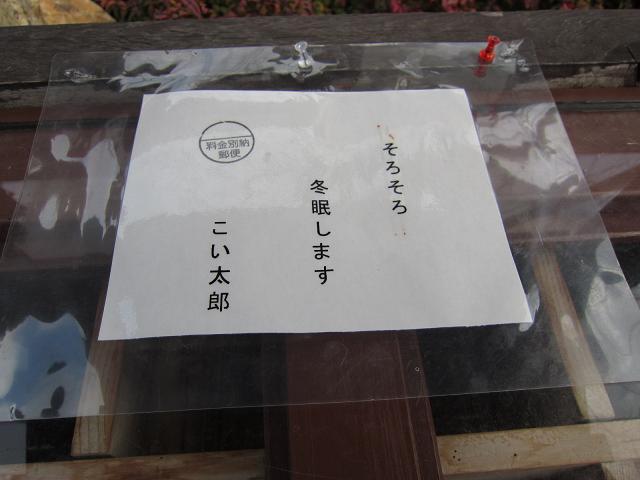 そろそろ
冬眠します
こい太郎
料金別納
郵便